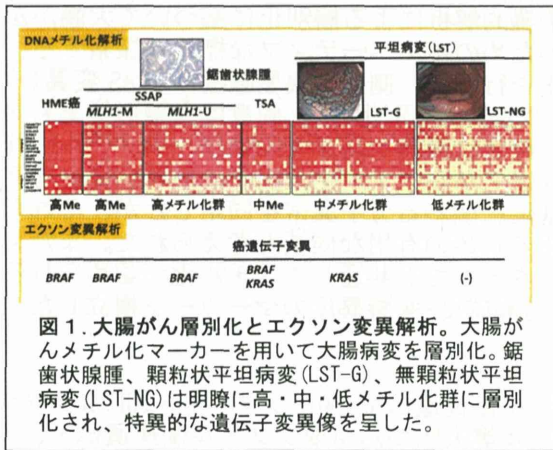 DNAメチル化解析
平坦病変(LST)
鋸歯状腺腫
SSAP
HME癌 MLH1-M MLH1-U TSA LST-G LST-NG
高Me 高Me 高メチル化群 中Me 中メチル化群 低メチル化群
エクソン変異解析
癌遺伝子変異
BRAF BRAF BRAF BRAF KRAS KRAS (-)
図1.大腸がん層別化とエクソン変異解析。大腸が
んメチル化マーカーを用いて大腸病変を層別化。鋸
歯状腺腫、顆粒状平坦病変(LST-G)、無顆粒状平坦
病変(LST-NG)は明瞭に高・中・低メチル化群に層別
化され、特異的な遺伝子変異像を呈した。